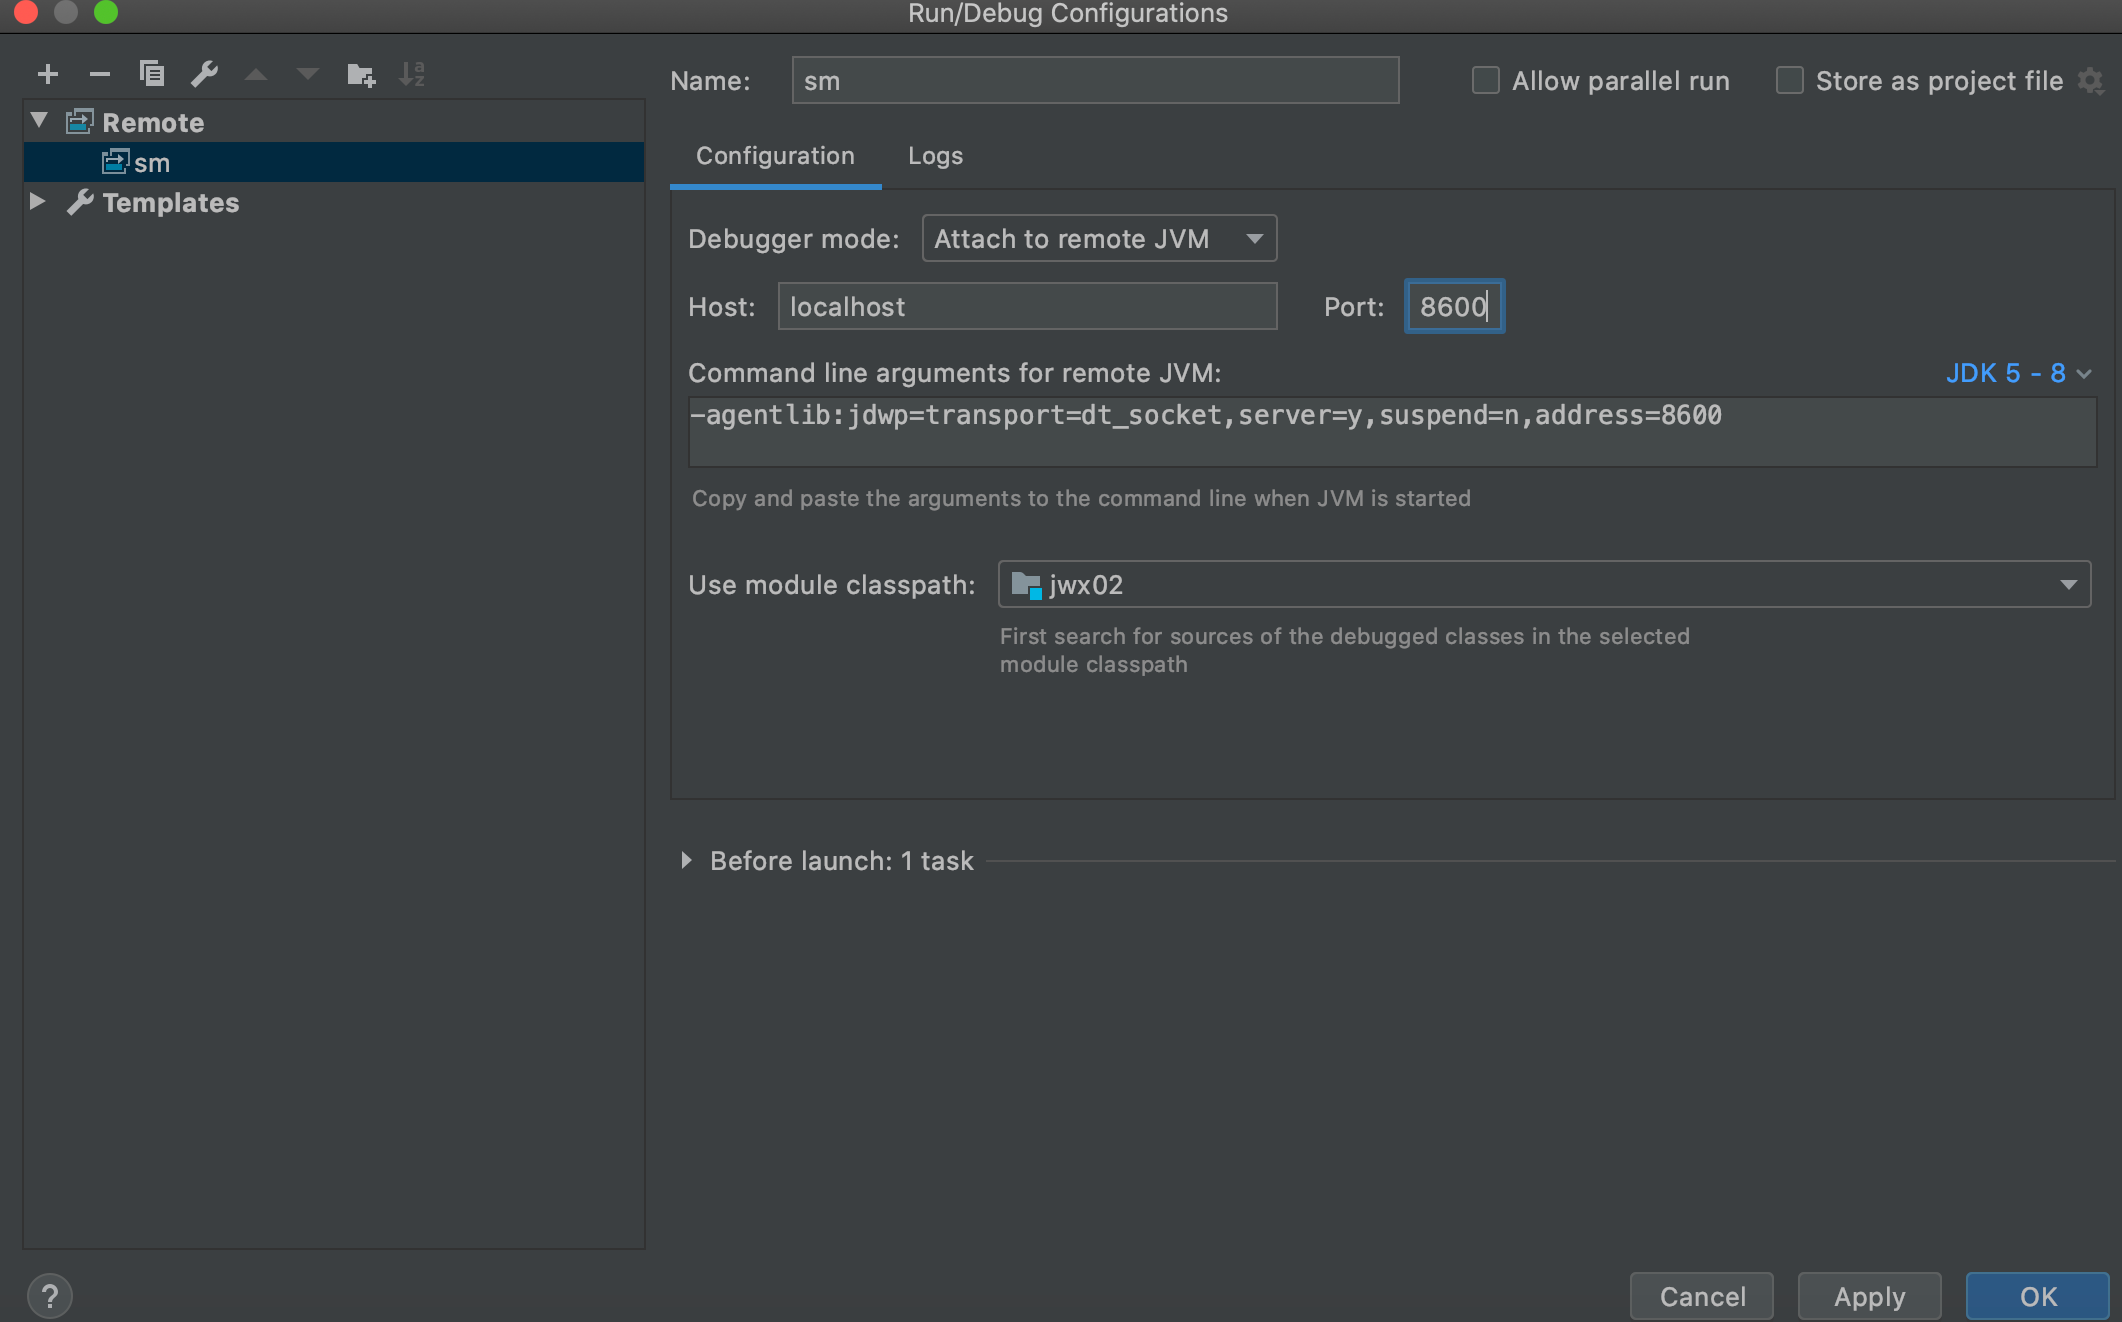 Run/Debug Configurations
Remote
sm
Templates
Name: sm
Allow parallel run
Store as project file
Configuration Logs
Debugger mode: Attach to remote JVM
Host: localhost Port: 8600
Command line arguments for remote JVM: JDK 5 - 8
-agentlib:jdwp=transport=dt_socket,server=y,suspend=n,address=8600
Copy and paste the arguments to the command line when JVM is started
Use module classpath: jwx02
First search for sources of the debugged classes in the selected
module classpath
Before launch: 1 task
? Cancel Apply OK